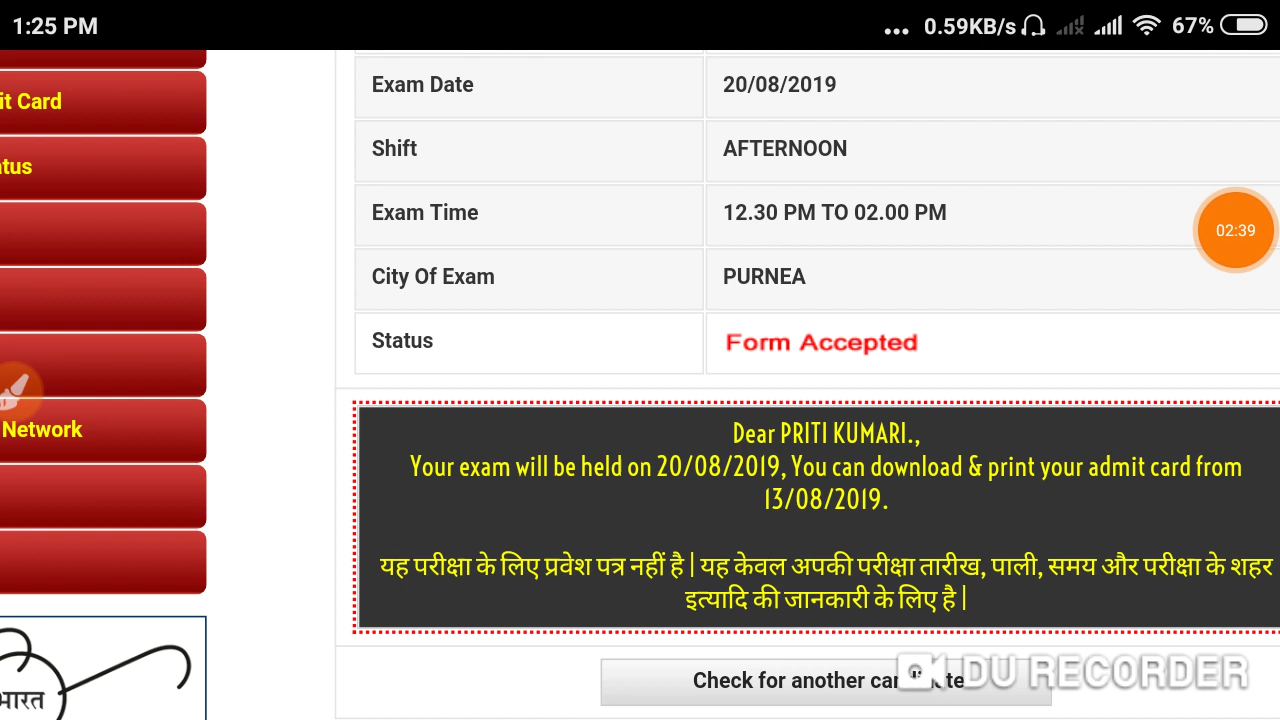 1:25 PM
... 0.59KB/s 67%
Exam Date 20/08/2019
it Card
Shift AFTERNOON
atus
Exam Time 12.30 PM TO 02.00 PM
02:39
City Of Exam PURNEA
Status Form Accepted
Network
Dear PRITI KUMARI.,
Your exam will be held on 20/08/2019, You can download & print your admit card from
13/08/2019.
यह परीक्षा के लिए प्रवेश पत्र नहीं है | यह केवल अपकी परीक्षा तारीख, पाली, समय और परीक्षा के शहर
इत्यादि की जानकारी के लिए है |
Check for another
DU RECORDER
भारत